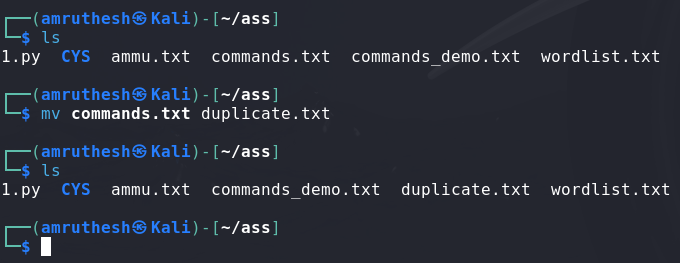 ┌──(amruthesh㉿Kali)-[~/ass]
└─$ ls
1.py  CYS  ammu.txt  commands.txt  commands_demo.txt  wordlist.txt
┌──(amruthesh㉿Kali)-[~/ass]
└─$ mv commands.txt duplicate.txt
┌──(amruthesh㉿Kali)-[~/ass]
└─$ ls
1.py  CYS  ammu.txt  commands_demo.txt  duplicate.txt  wordlist.txt
┌──(amruthesh㉿Kali)-[~/ass]
└─$